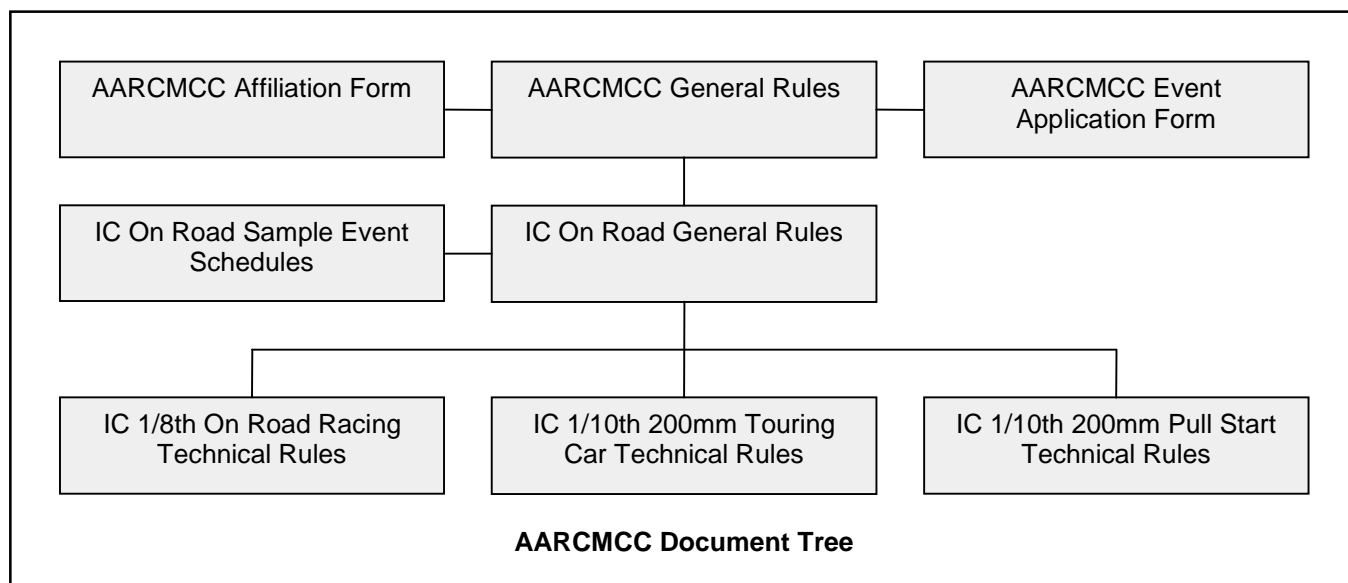 AARCMCC Affiliation Form
AARCMCC General Rules
AARCMCC Event
Application Form
IC On Road Sample Event
Schedules
IC On Road General Rules
IC 1/8th On Road Racing
Technical Rules
IC 1/10th 200mm Touring
Car Technical Rules
IC 1/10th 200mm Pull Start
Technical Rules
AARCMCC Document Tree